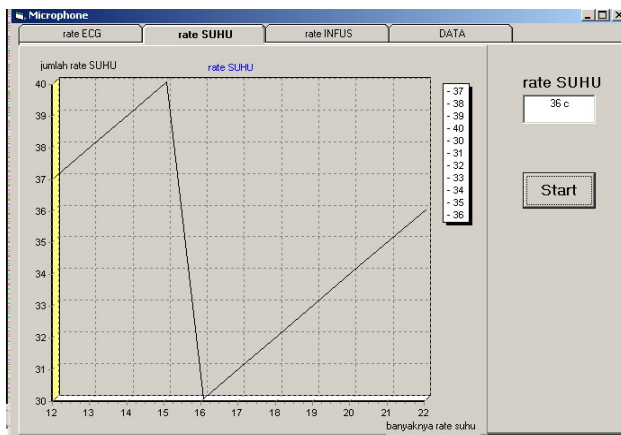 Microphone
rate ECG
rate SUHU
rate INFUS
DATA
jumlah rate SUHU
rate SUHU
40
39
38
37
36
35
34
33
32
31
30
12 13 14 15 16 17 18 19 20 21 22
banyaknya rate suhu
- 37
- 38
- 39
- 40
- 30
- 31
- 32
- 33
- 34
- 35
- 36
rate SUHU
36 c
Start